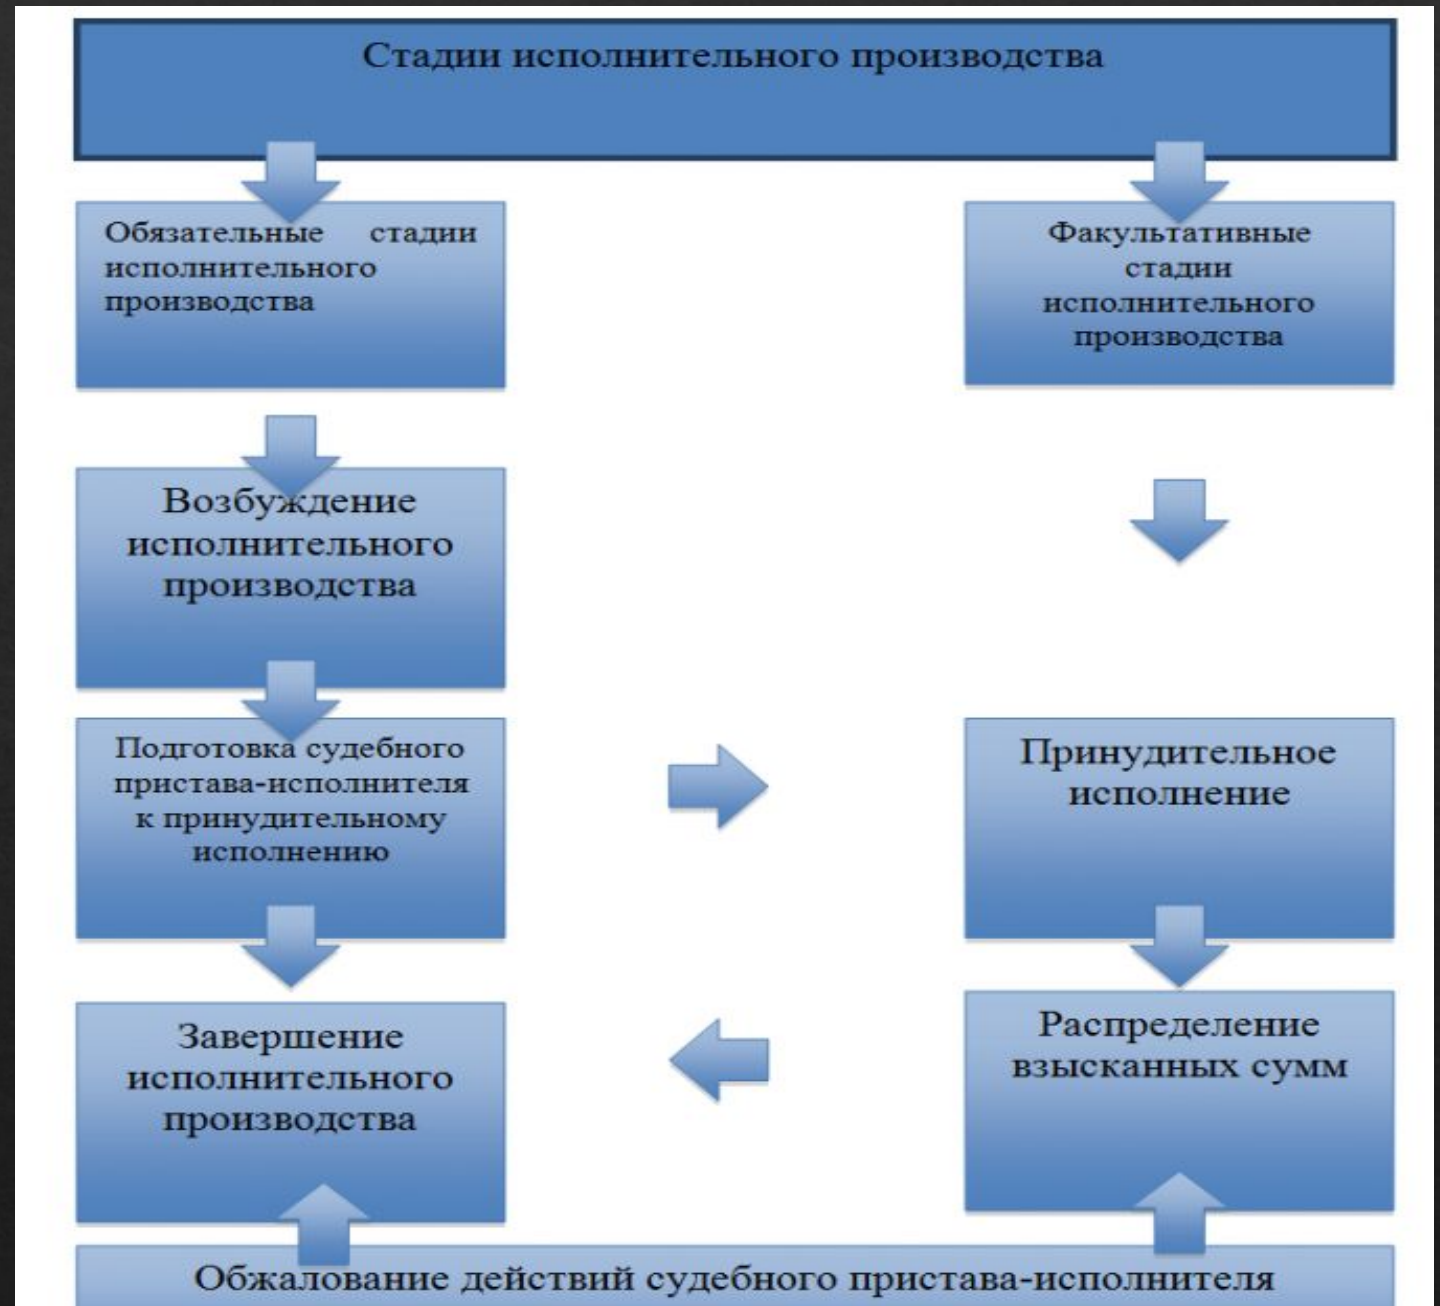 Стадии исполнительного производства
Обязательные стадии
исполнительного
производства
Факультативные
стадии
исполнительного
производства
Возбуждение
исполнительного
производства
Подготовка судебного
пристава-исполнителя
к принудительному
исполнению
Принудительное
исполнение
Завершение
исполнительного
производства
Распределение
взысканных сумм
Обжалование действий судебного пристава-исполнителя